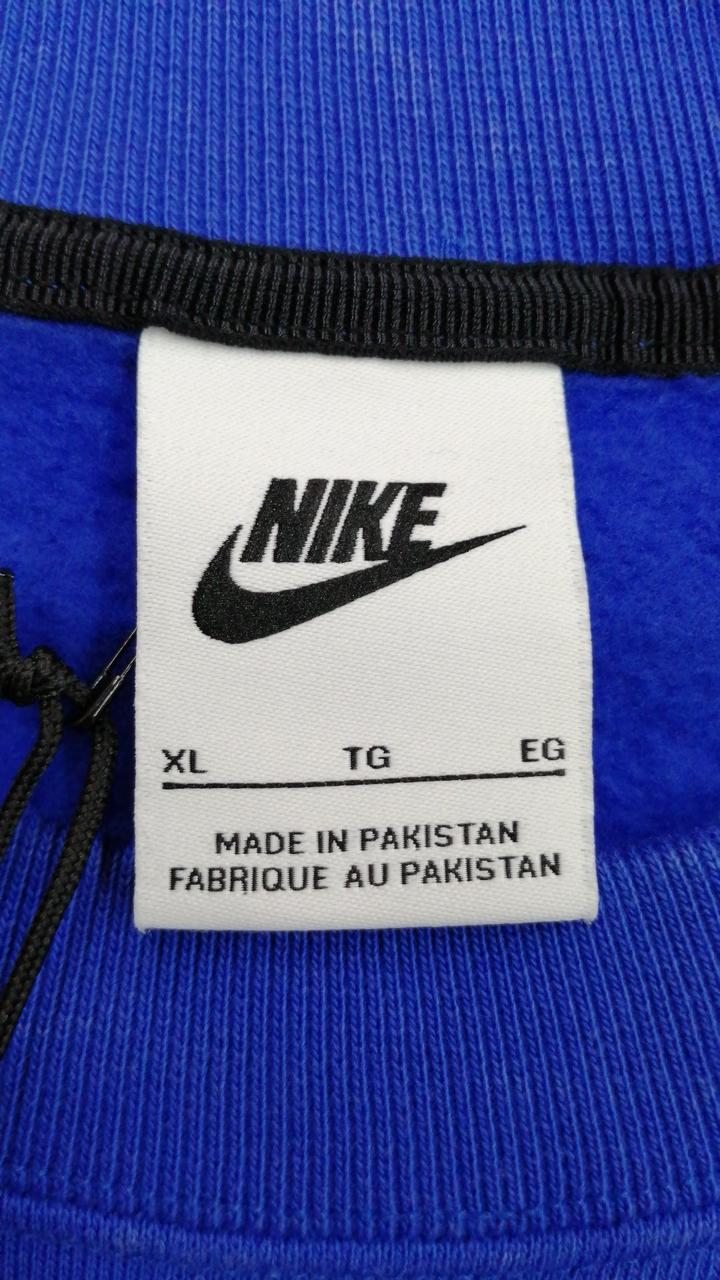 NIKE
XL TG EG
MADE IN PAKISTAN
FABRIQUE AU PAKISTAN